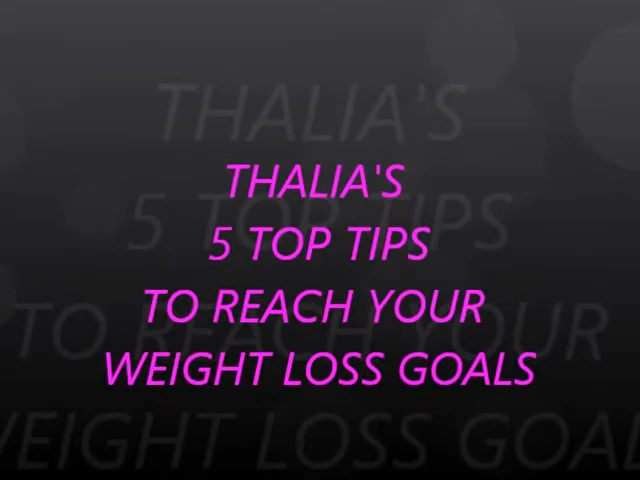 THALIA'S
5 TOP TIPS
TO REACH YOUR
WEIGHT LOSS GOALS